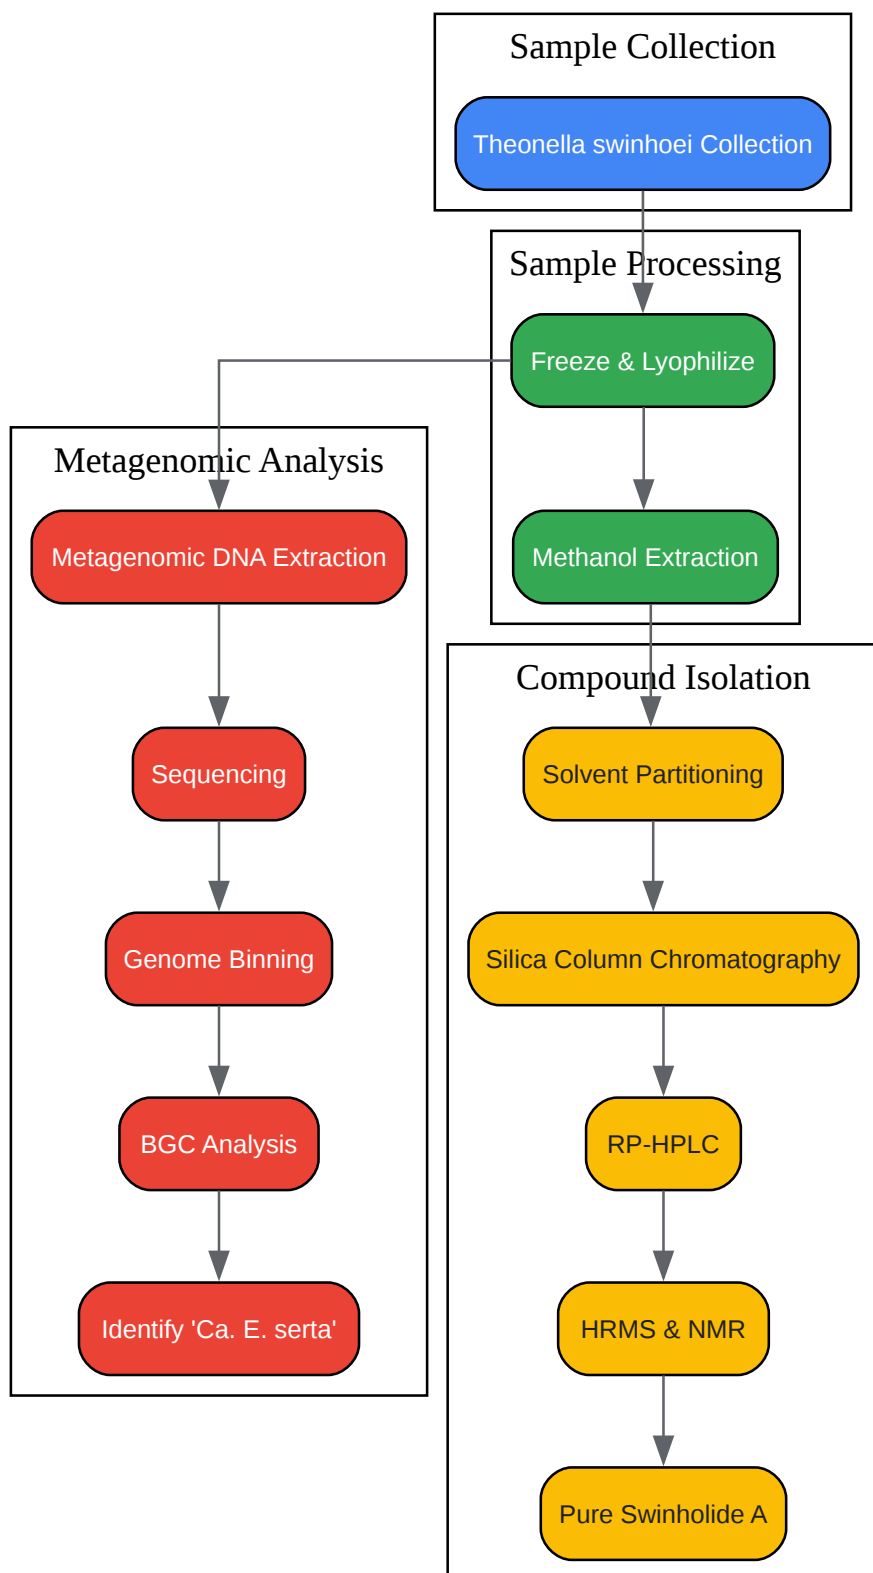 Sample Collection
Theonella swinhoei Collection
Sample Processing
Freeze & Lyophilize
Methanol Extraction
Metagenomic Analysis
Metagenomic DNA Extraction
Sequencing
Genome Binning
BGC Analysis
Identify 'Ca. E. serta'
Compound Isolation
Solvent Partitioning
Silica Column Chromatography
RP-HPLC
HRMS & NMR
Pure Swinholide A